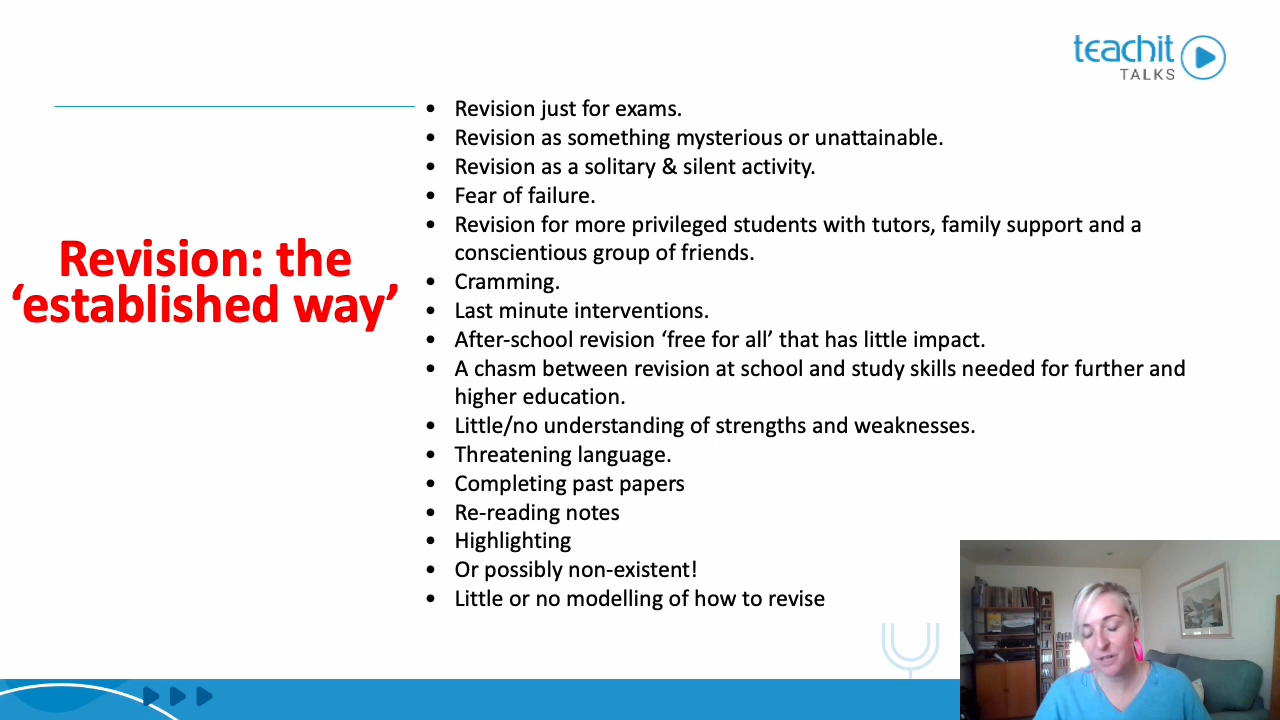 teachit
TALKS
• Revision just for exams.
• Revision as something mysterious or unattainable.
• Revision as a solitary & silent activity.
• Fear of failure.
• Revision for more privileged students with tutors, family support and a
conscientious group of friends.
• Cramming.
• Last minute interventions.
• After-school revision ‘free for all’ that has little impact.
• A chasm between revision at school and study skills needed for further and
higher education.
• Little/no understanding of strengths and weaknesses.
• Threatening language.
• Completing past papers
• Re-reading notes
• Highlighting
• Or possibly non-existent!
• Little or no modelling of how to revise
Revision: the
‘established way’